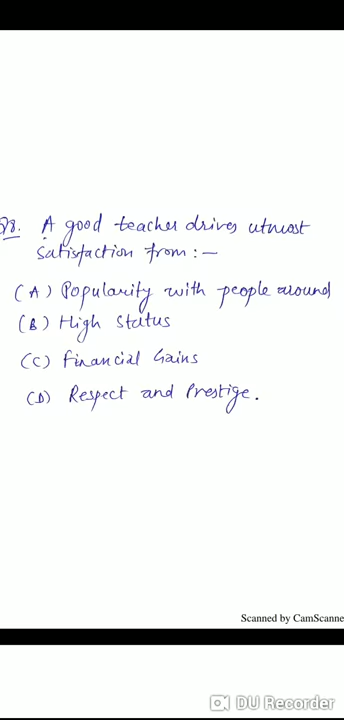 28. A good teacher drives utmost
satisfaction from :-
(A) Popularity with people around
(B) High Status
(C) Financial Gains
(D) Respect and Prestige.
Scanned by CamScanne
DU Recorder